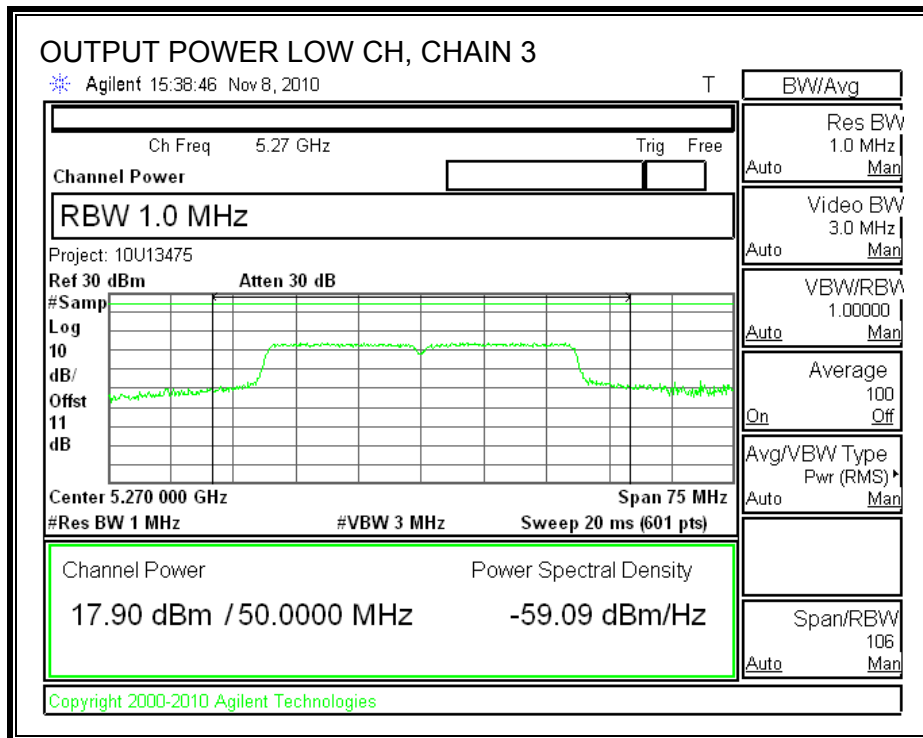 OUTPUT POWER LOW CH, CHAIN 3
Agilent 15:38:46 Nov 8, 2010 T
Ch Freq 5.27 GHz Trig Free
Channel Power
RBW 1.0 MHz
Project: 10U13475
Ref 30 dBm Atten 30 dB
#Samp
Log
10
dB/
Offst
11
dB
Center 5.270 000 GHz Span 75 MHz
#Res BW 1 MHz #VBW 3 MHz Sweep 20 ms (601 pts)
Channel Power Power Spectral Density
17.90 dBm / 50.0000 MHz -59.09 dBm/Hz
Copyright 2000-2010 Agilent Technologies
BW/Avg
Res BW
1.0 MHz
Auto Man
Video BW
3.0 MHz
Auto Man
VBW/RBW
1.00000
Auto Man
Average
100
On Off
Avg/VBW Type
Pwr (RMS)
Auto Man
Span/RBW
106
Auto Man